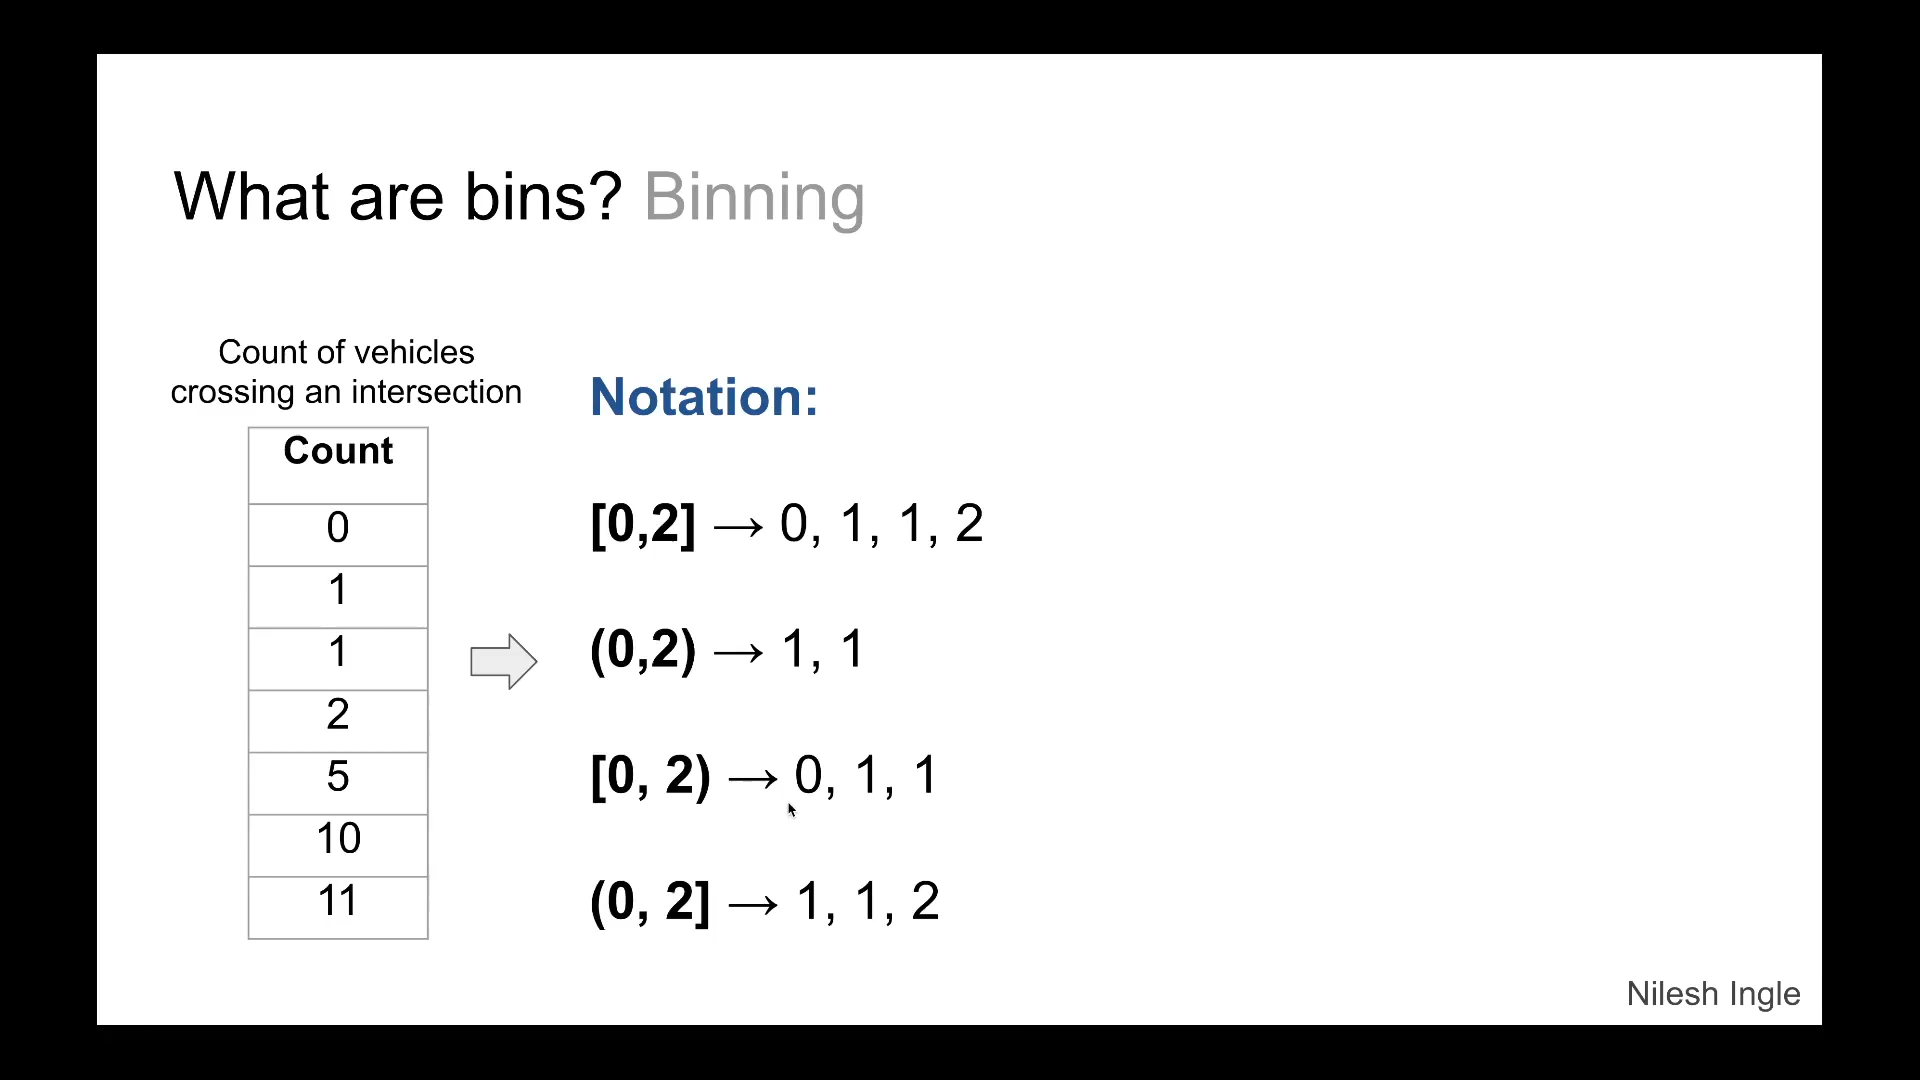 What are bins? Binning
Count of vehicles
crossing an intersection
Count
0
1
1
2
5
10
11
Notation:
[0,2] → 0, 1, 1, 2
(0,2) → 1, 1
[0, 2) → 0, 1, 1
(0, 2] → 1, 1, 2
Nilesh Ingle